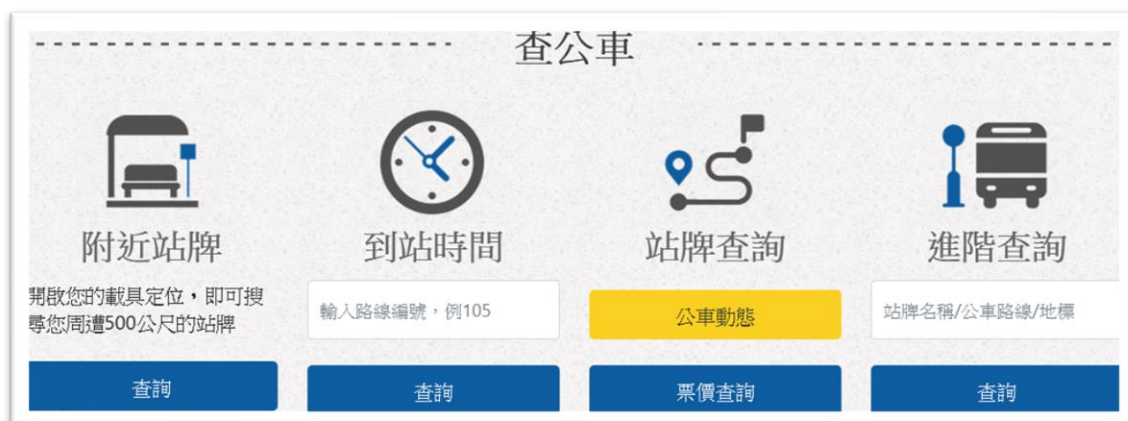 查公車
附近站牌
開啟您的載具定位，即可搜
尋您周遭500公尺的站牌
查詢
到站時間
輸入路線編號，例105
查詢
站牌查詢
公車動態
票價查詢
進階查詢
站牌名稱/公車路線/地標
查詢